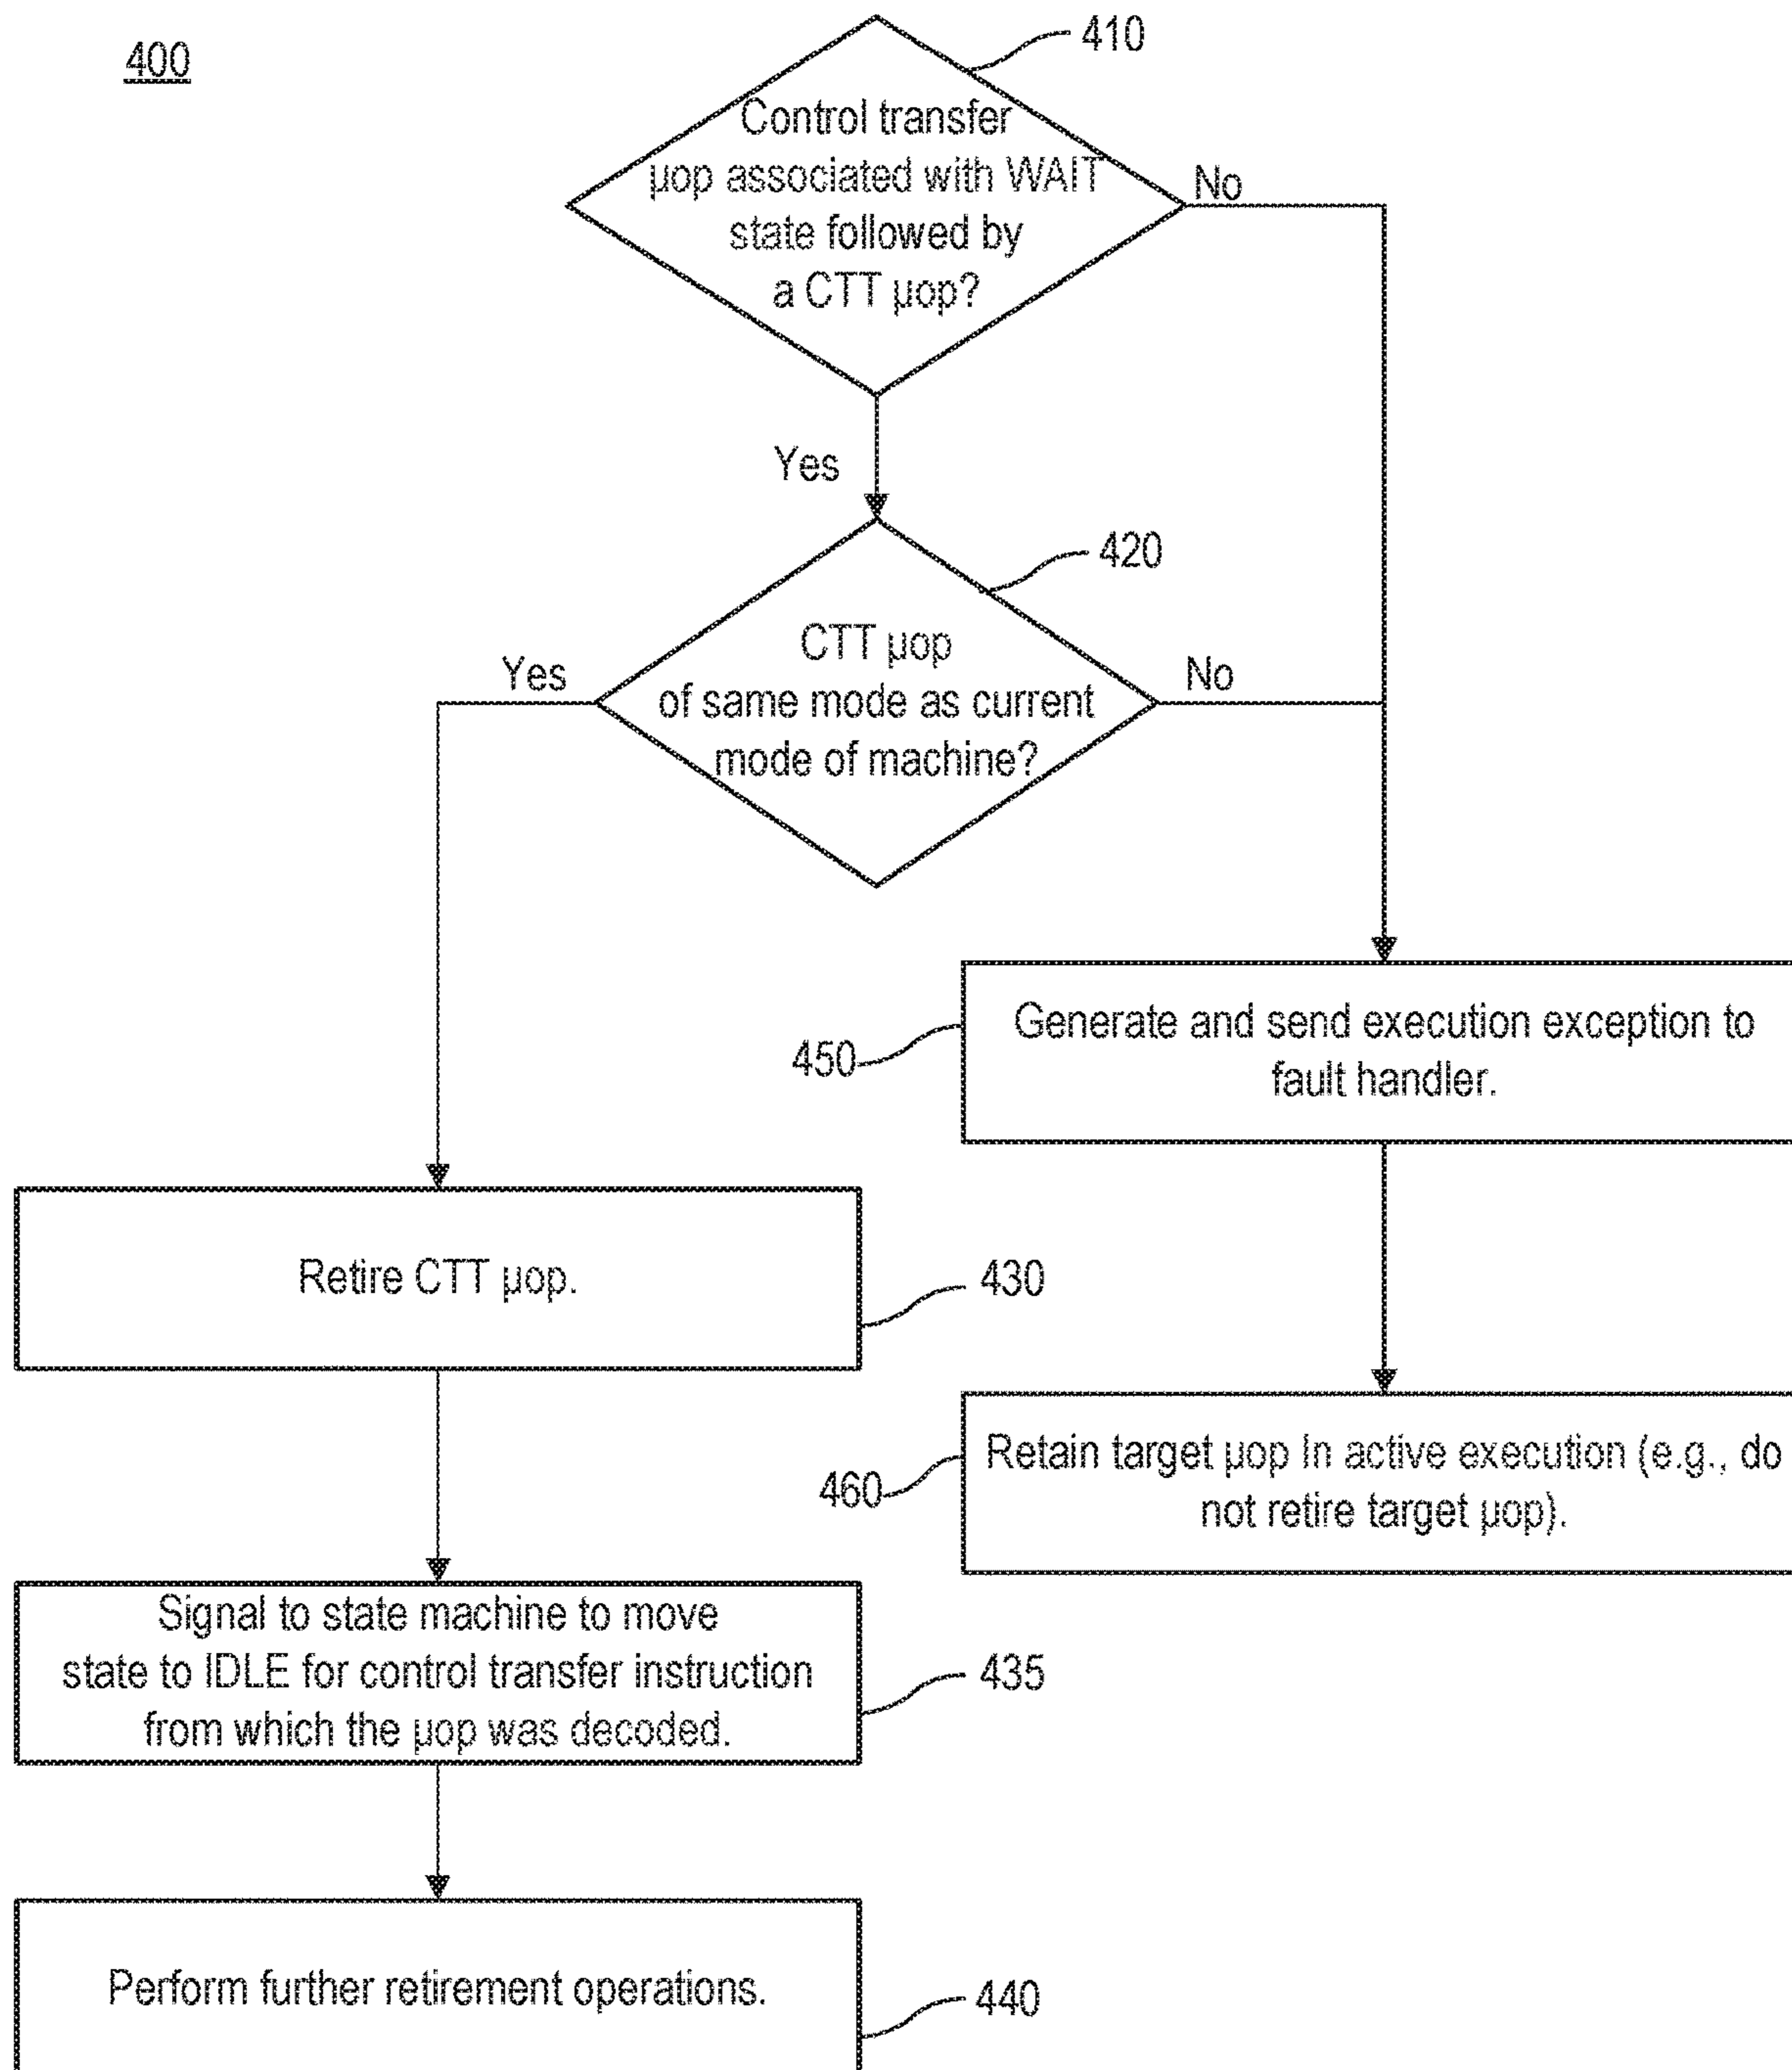 400
410
Control transfer
µop associated with WAIT
state followed by
a CTT µop?
No
Yes
420
CTT µop
of same mode as current
mode of machine?
Yes
No
Generate and send execution exception to
fault handler.
450
Retire CTT µop.
430
Retain target µop In active execution (e.g., do
not retire target µop).
460
Signal to state machine to move
state to IDLE for control transfer instruction
from which the µop was decoded.
435
Perform further retirement operations.
440